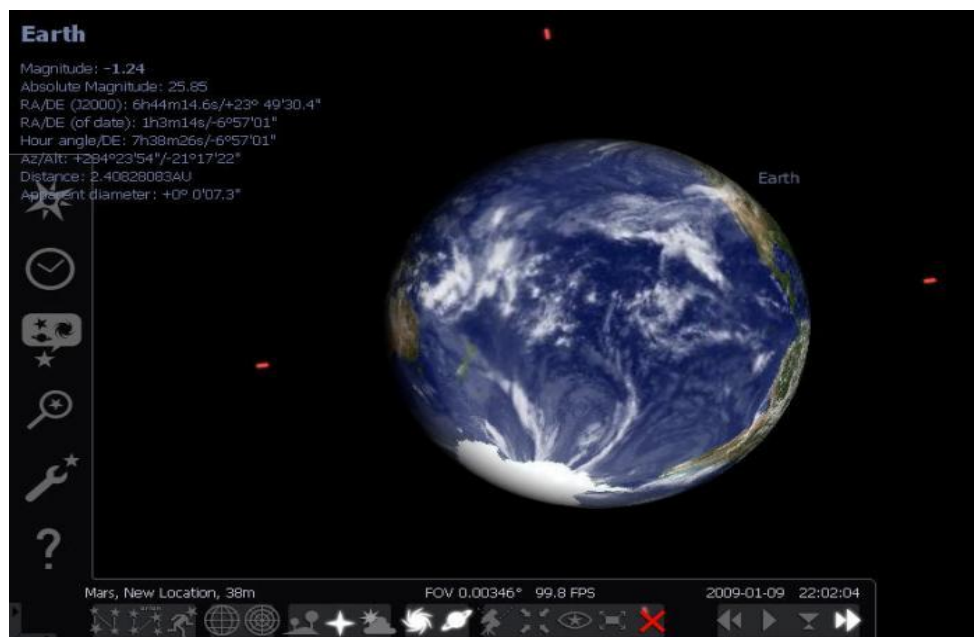 Earth
Magnitude: -1.24
Absolute Magnitude: 25.85
RA/DE (J2000): 6h44m14.6s/+23° 49'30.4"
RA/DE (of date): 1h3m14s/-6°57'01"
Hour angle/DE: 7h38m26s/-6°57'01"
Az/Alt: +284°23'54"/-21°17'22"
Distance: 2.40828083AU
Apparent diameter: +0° 0'07.3"
Earth
?
Mars, New Location, 38m FOV 0.00346° 99.8 FPS 2009-01-09 22:02:04